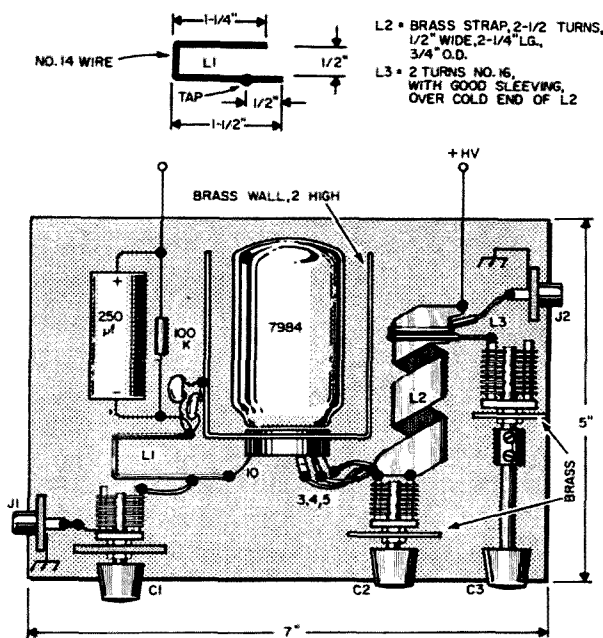 1-1/4"
NO. 14 WIRE
L1
1/2"
TAP
1/2"
1-1/2"
L2 = BRASS STRAP, 2-1/2 TURNS,
1/2" WIDE, 2-1/4" LG.,
3/4" O.D.
L3 = 2 TURNS NO. 16,
WITH GOOD SLEEVING,
OVER COLD END OF L2
+HV
BRASS WALL, 2 HIGH
+
250
μf
-
100
K
7984
L3
J2
L2
L1
10
3,4,5
5"
BRASS
J1
C1
C2
C3
7"